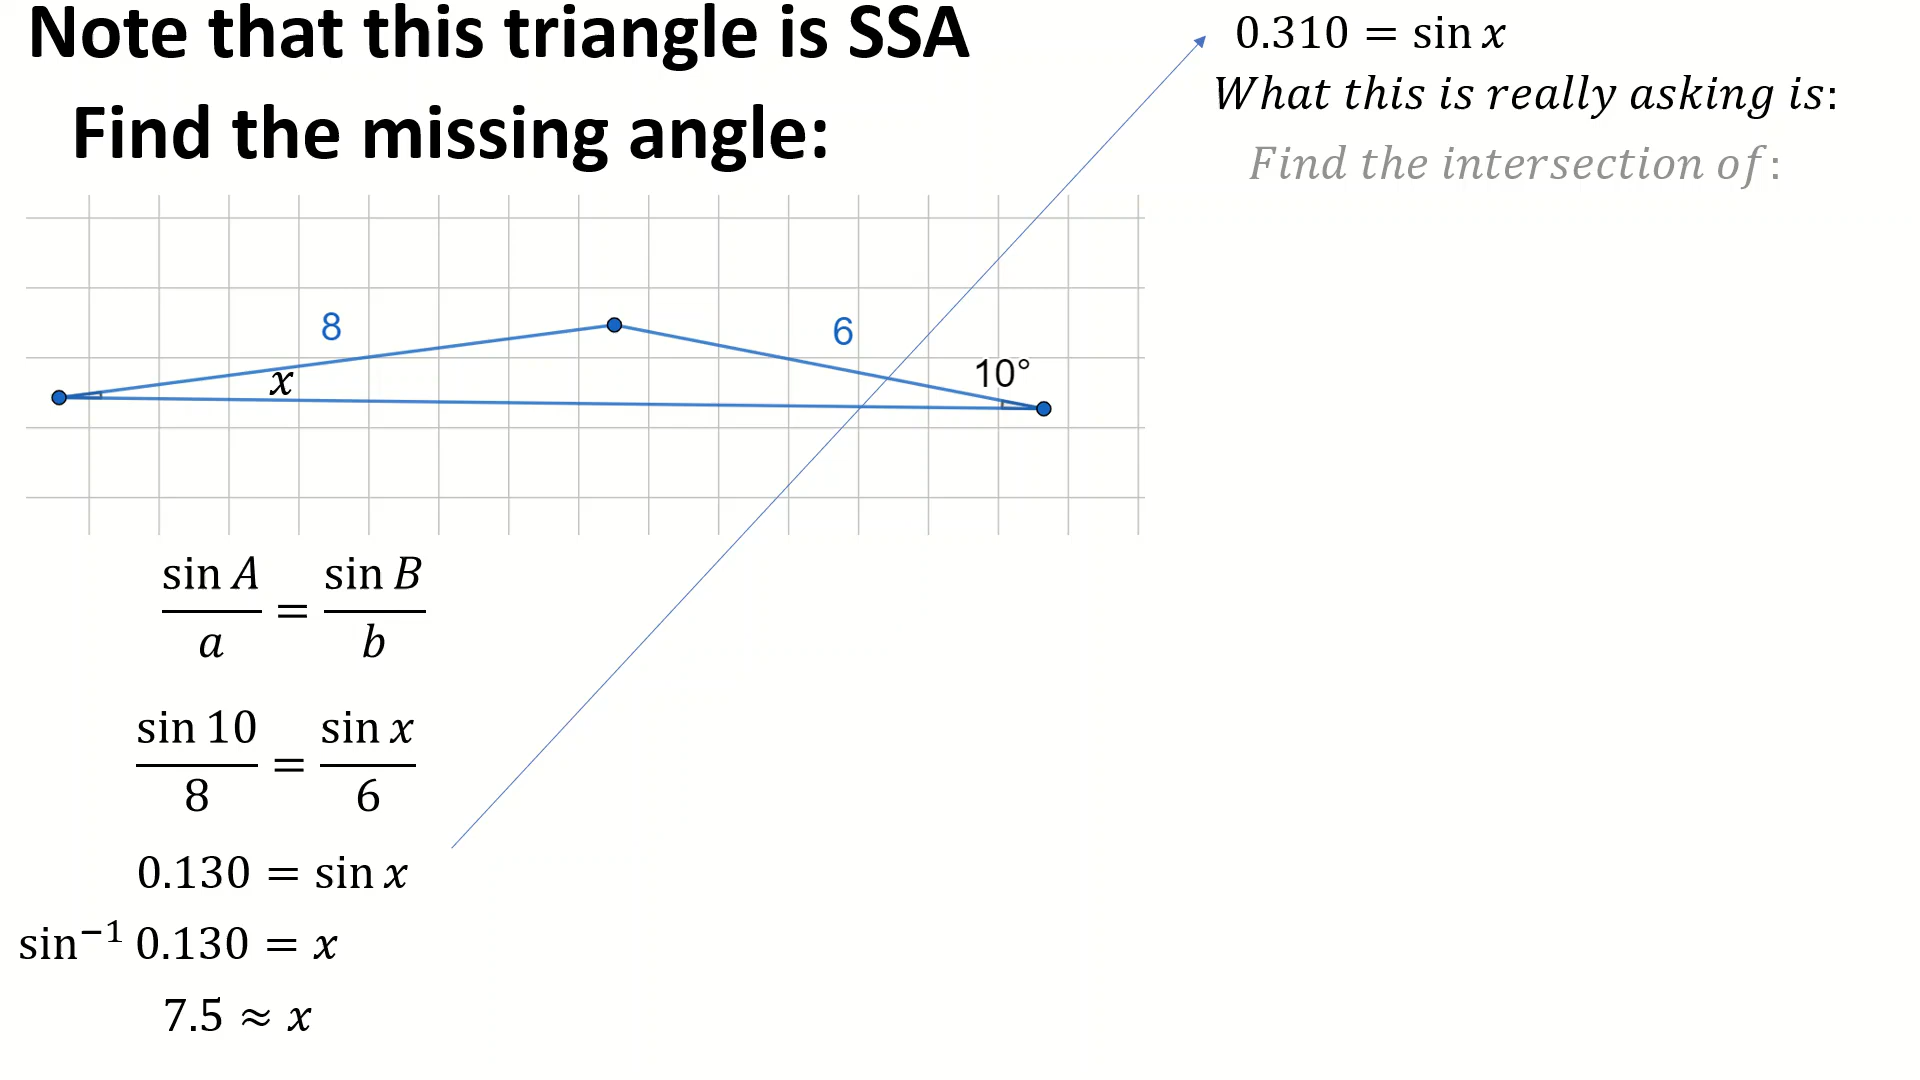 Note that this triangle is SSA
Find the missing angle:
8
6
x
10°
sin A / a = sin B / b
sin 10 / 8 = sin x / 6
0.130 = sin x
sin⁻¹ 0.130 = x
7.5 ≈ x
0.310 = sin x
What this is really asking is:
Find the intersection of: